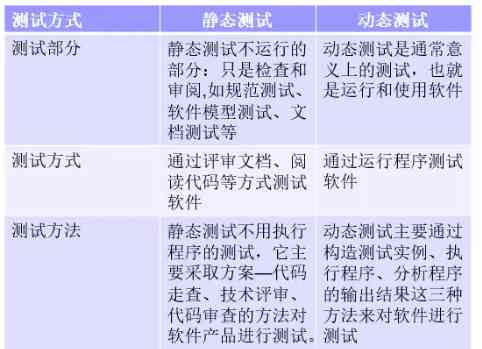 测试方式 静态测试 动态测试
测试部分
静态测试不运行的
部分：只是检查和
审阅,如规范测试、
软件模型测试、文
档测试等
动态测试是通常意
义上的测试，也就
是运行和使用软件
测试方式
通过评审文档、阅
读代码等方式测试
软件
通过运行程序测试
软件
测试方法
静态测试不用执行
程序的测试，它主
要采取方案—代码
走查、技术评审、
代码审查的方法对
软件产品进行测试。
动态测试主要通过
构造测试实例、执
行程序、分析程序
的输出结果这三种
方法来对软件进行
测试